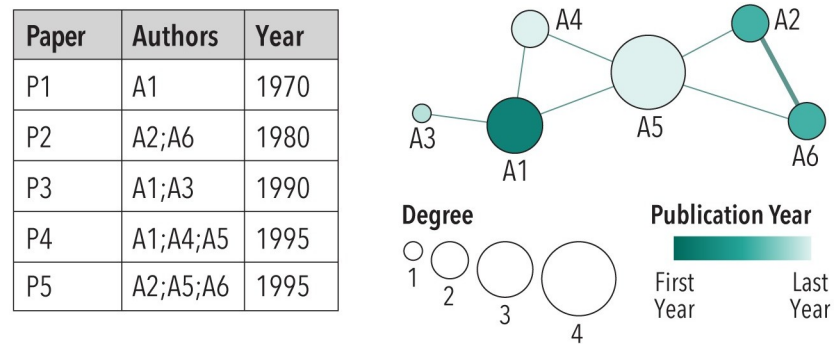 Paper Authors Year
P1 A1 1970
P2 A2;A6 1980
P3 A1;A3 1990
P4 A1;A4;A5 1995
P5 A2;A5;A6 1995
A4
A2
A3
A1
A5
A6
Degree
1
2
3
4
Publication Year
First Year
Last Year